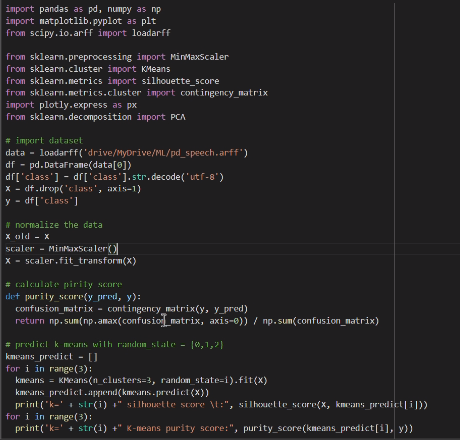 import pandas as pd, numpy as np
import matplotlib.pyplot as plt
from scipy.io.arff import loadarff
from sklearn.preprocessing import MinMaxScaler
from sklearn.cluster import KMeans
from sklearn.metrics import silhouette_score
from sklearn.metrics.cluster import contingency_matrix
import plotly.express as px
from sklearn.decomposition import PCA
# import dataset
data = loadarff('drive/MyDrive/ML/pd_speech.arff')
df = pd.DataFrame(data[0])
df['class'] = df['class'].str.decode('utf-8')
X = df.drop('class', axis=1)
y = df['class']
# normalize the data
X_old = X
scaler = MinMaxScaler()
X = scaler.fit_transform(X)
# calculate pirity score
def purity_score(y_pred, y):
  confusion_matrix = contingency_matrix(y, y_pred)
  return np.sum(np.amax(confusion_matrix, axis=0)) / np.sum(confusion_matrix)
# predict k means with random state = {0,1,2}
kmeans_predict = []
for i in range(3):
  kmeans = KMeans(n_clusters=3, random_state=i).fit(X)
  kmeans_predict.append(kmeans.predict(X))
  print('k=' + str(i) +" silhouette score \t:", silhouette_score(X, kmeans_predict[i]))
for i in range(3):
  print('k=' + str(i) +" K-means purity score:", purity_score(kmeans_predict[i], y))